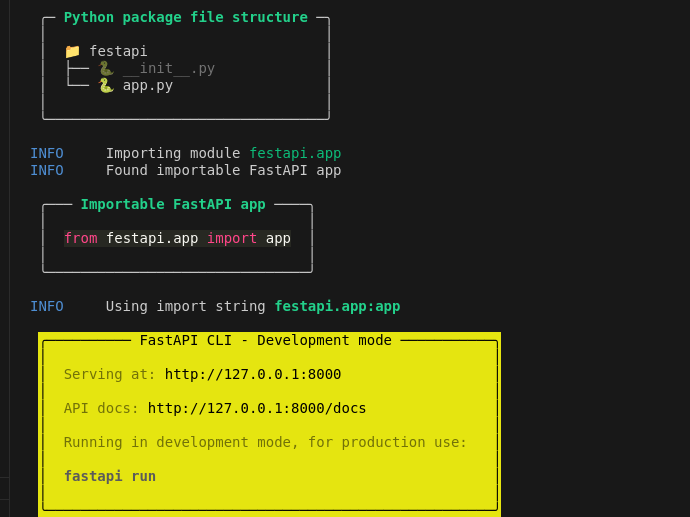 Python package file structure
festapi
__init__.py
app.py
INFO Importing module festapi.app
INFO Found importable FastAPI app
Importable FastAPI app
from festapi.app import app
INFO Using import string festapi.app:app
FastAPI CLI - Development mode
Serving at: http://127.0.0.1:8000
API docs: http://127.0.0.1:8000/docs
Running in development mode, for production use:
fastapi run